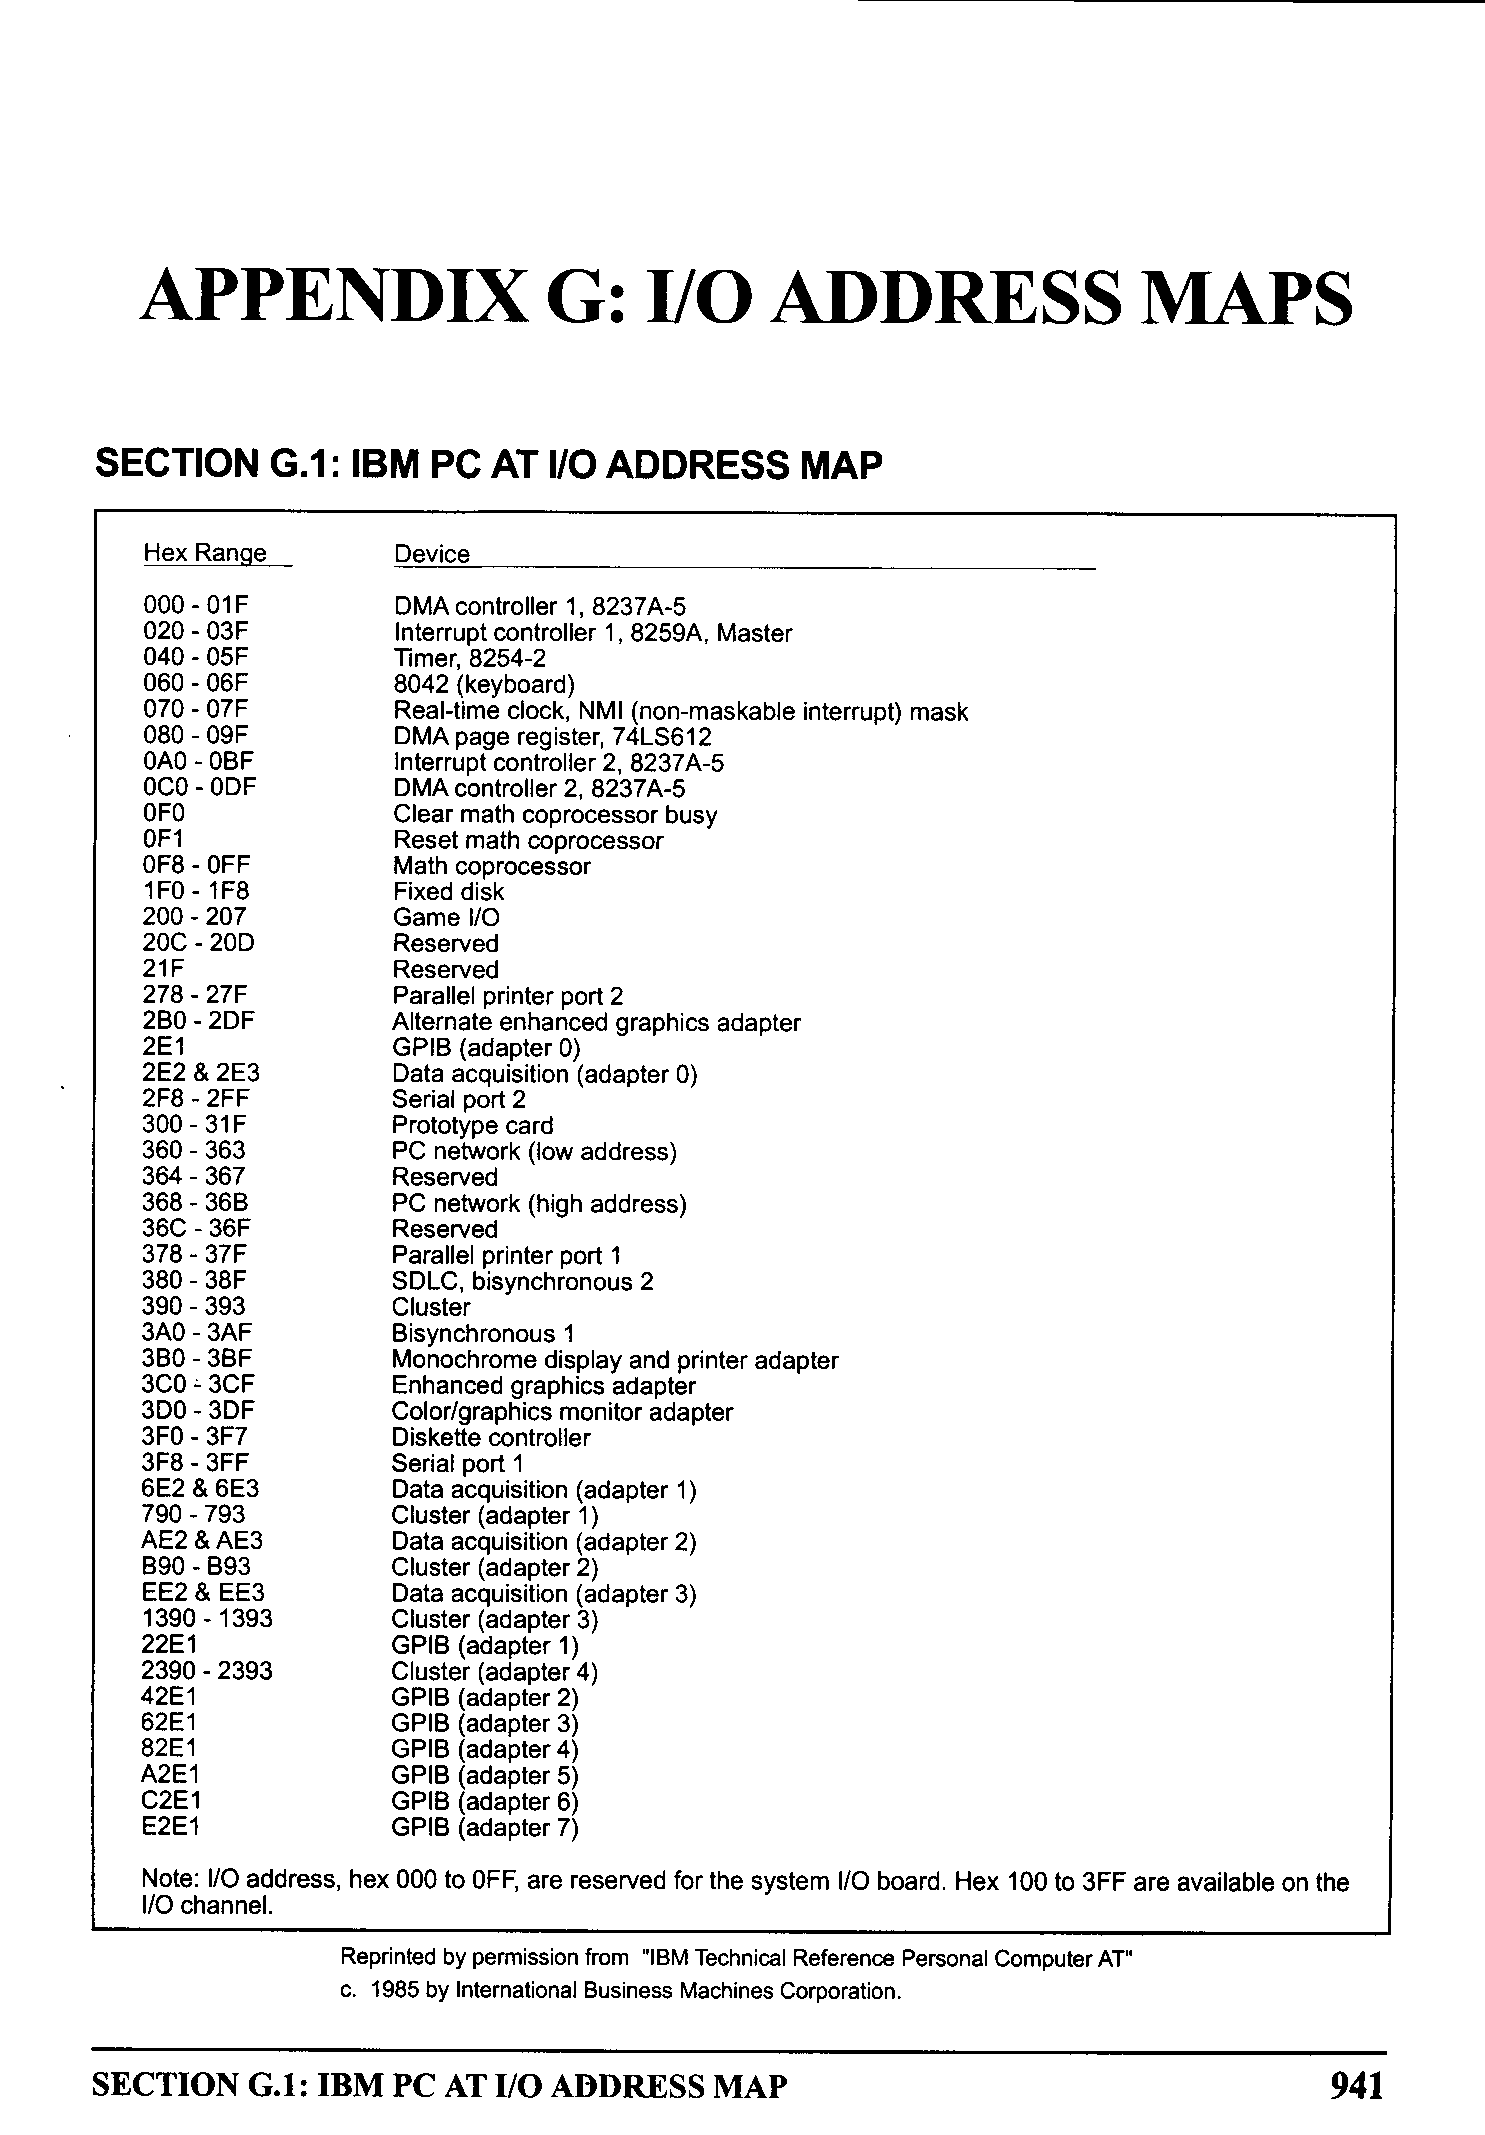 APPENDIX G: I/O ADDRESS MAPS
SECTION G.1: IBM PC AT I/O ADDRESS MAP
Hex Range Device
000 - 01F DMA controller 1, 8237A-5
020 - 03F Interrupt controller 1, 8259A, Master
040 - 05F Timer, 8254-2
060 - 06F 8042 (keyboard)
070 - 07F Real-time clock, NMI (non-maskable interrupt) mask
080 - 09F DMA page register, 74LS612
0A0 - 0BF Interrupt controller 2, 8237A-5
0C0 - 0DF DMA controller 2, 8237A-5
0F0 Clear math coprocessor busy
0F1 Reset math coprocessor
0F8 - 0FF Math coprocessor
1F0 - 1F8 Fixed disk
200 - 207 Game I/O
20C - 20D Reserved
21F Reserved
278 - 27F Parallel printer port 2
2B0 - 2DF Alternate enhanced graphics adapter
2E1 GPIB (adapter 0)
2E2 & 2E3 Data acquisition (adapter 0)
2F8 - 2FF Serial port 2
300 - 31F Prototype card
360 - 363 PC network (low address)
364 - 367 Reserved
368 - 36B PC network (high address)
36C - 36F Reserved
378 - 37F Parallel printer port 1
380 - 38F SDLC, bisynchronous 2
390 - 393 Cluster
3A0 - 3AF Bisynchronous 1
3B0 - 3BF Monochrome display and printer adapter
3C0 - 3CF Enhanced graphics adapter
3D0 - 3DF Color/graphics monitor adapter
3F0 - 3F7 Diskette controller
3F8 - 3FF Serial port 1
6E2 & 6E3 Data acquisition (adapter 1)
790 - 793 Cluster (adapter 1)
AE2 & AE3 Data acquisition (adapter 2)
B90 - B93 Cluster (adapter 2)
EE2 & EE3 Data acquisition (adapter 3)
1390 - 1393 Cluster (adapter 3)
22E1 GPIB (adapter 1)
2390 - 2393 Cluster (adapter 4)
42E1 GPIB (adapter 2)
62E1 GPIB (adapter 3)
82E1 GPIB (adapter 4)
A2E1 GPIB (adapter 5)
C2E1 GPIB (adapter 6)
E2E1 GPIB (adapter 7)
Note: I/O address, hex 000 to 0FF, are reserved for the system I/O board. Hex 100 to 3FF are available on the
I/O channel.
Reprinted by permission from "IBM Technical Reference Personal Computer AT"
c. 1985 by International Business Machines Corporation.
SECTION G.1: IBM PC AT I/O ADDRESS MAP 941